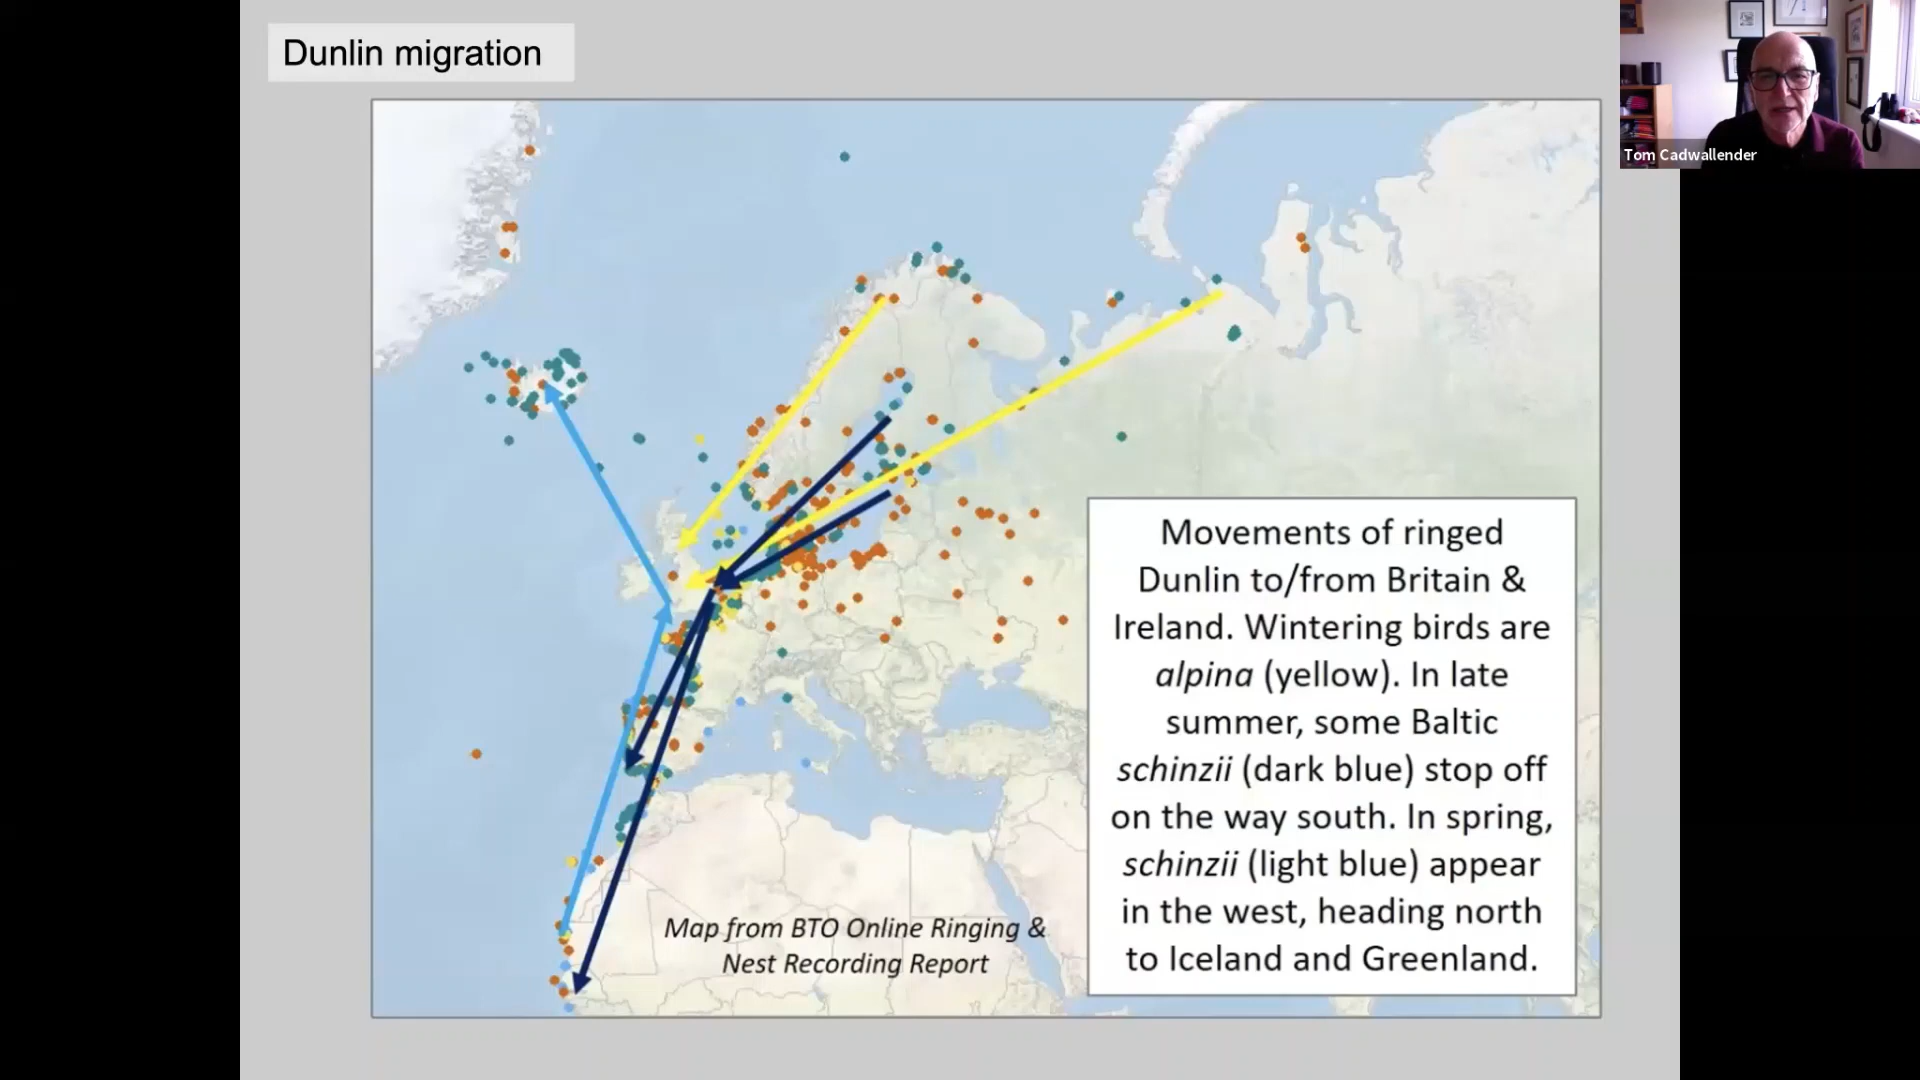 Dunlin migration
Tom Cadwallender
Movements of ringed
Dunlin to/from Britain &
Ireland. Wintering birds are
alpina (yellow). In late
summer, some Baltic
schinzii (dark blue) stop off
on the way south. In spring,
schinzii (light blue) appear
in the west, heading north
to Iceland and Greenland.
Map from BTO Online Ringing &
Nest Recording Report